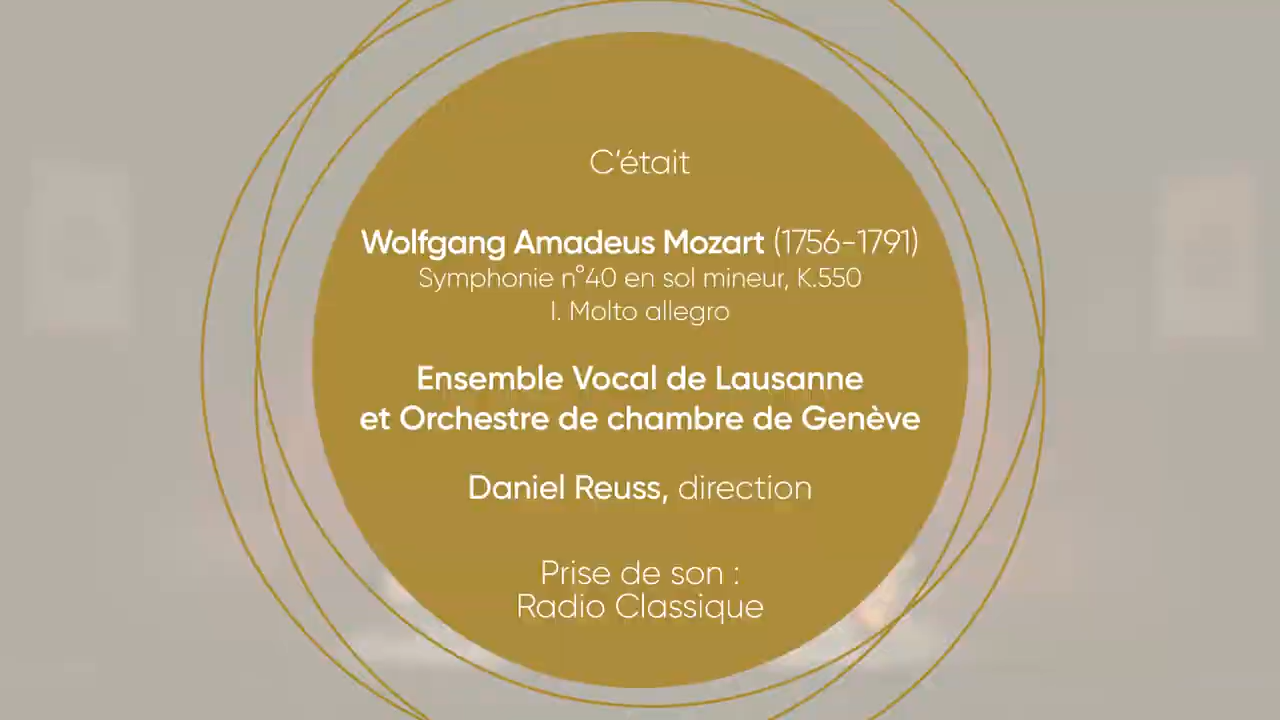 C'était
Wolfgang Amadeus Mozart (1756-1791)
Symphonie n°40 en sol mineur, K.550
I. Molto allegro
Ensemble Vocal de Lausanne
et Orchestre de chambre de Genève
Daniel Reuss, direction
Prise de son :
Radio Classique